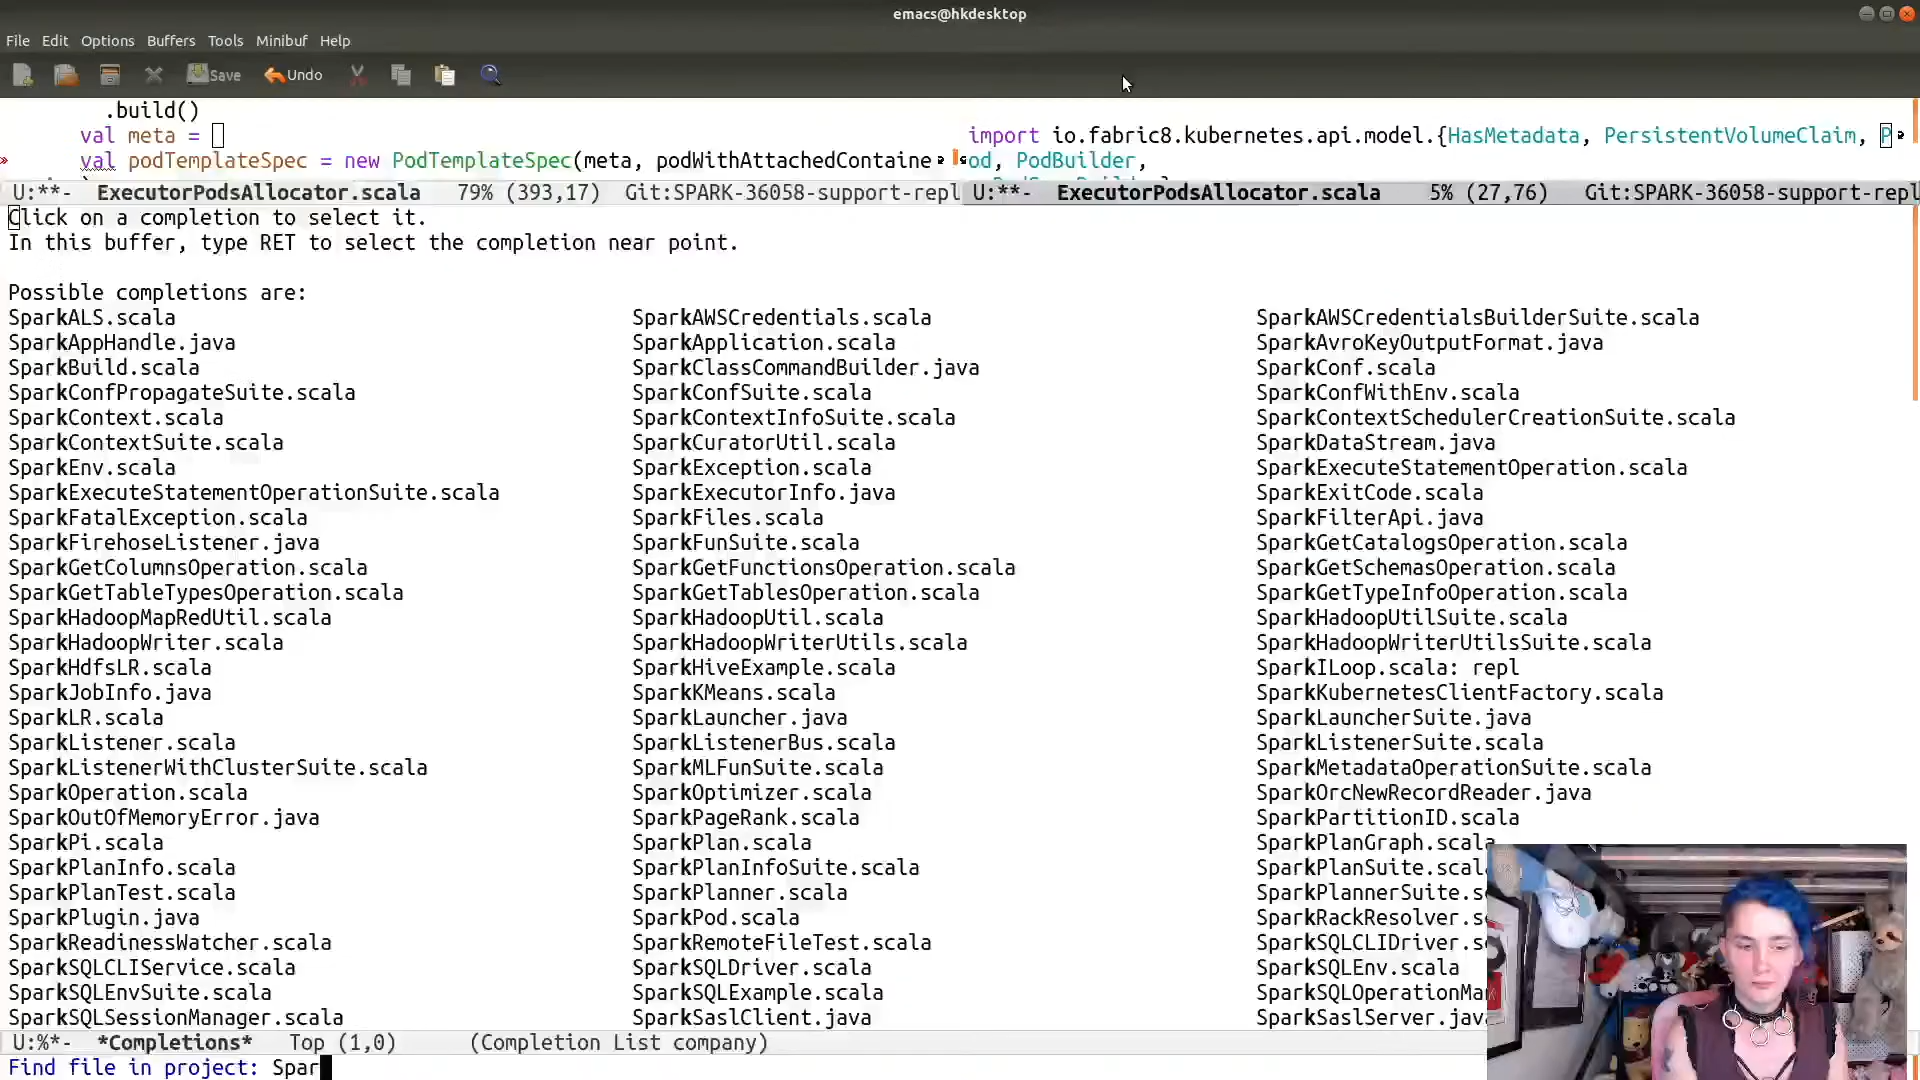 emacs@hkdesktop
File Edit Options Buffers Tools Minibuf Help
Save Undo
.build()
val meta =
val podTemplateSpec = new PodTemplateSpec(meta, podWithAttachedContaine
import io.fabric8.kubernetes.api.model.{HasMetadata, PersistentVolumeClaim, P
od, PodBuilder,
U:**- ExecutorPodsAllocator.scala 79% (393,17) Git:SPARK-36058-support-repl
U:**- ExecutorPodsAllocator.scala 5% (27,76) Git:SPARK-36058-support-repl
Click on a completion to select it.
In this buffer, type RET to select the completion near point.
Possible completions are:
SparkALS.scala SparkAWSCredentials.scala SparkAWSCredentialsBuilderSuite.scala
SparkAppHandle.java SparkApplication.scala SparkAvroKeyOutputFormat.java
SparkBuild.scala SparkClassCommandBuilder.java SparkConf.scala
SparkConfPropagateSuite.scala SparkConfSuite.scala SparkConfWithEnv.scala
SparkContext.scala SparkContextInfoSuite.scala SparkContextSchedulerCreationSuite.scala
SparkContextSuite.scala SparkCuratorUtil.scala SparkDataStream.java
SparkEnv.scala SparkException.scala SparkExecuteStatementOperation.scala
SparkExecuteStatementOperationSuite.scala SparkExecutorInfo.java SparkExitCode.scala
SparkFatalException.scala SparkFiles.scala SparkFilterApi.java
SparkFirehoseListener.java SparkFunSuite.scala SparkGetCatalogsOperation.scala
SparkGetColumnsOperation.scala SparkGetFunctionsOperation.scala SparkGetSchemasOperation.scala
SparkGetTableTypesOperation.scala SparkGetTablesOperation.scala SparkGetTypeInfoOperation.scala
SparkHadoopMapRedUtil.scala SparkHadoopUtil.scala SparkHadoopUtilSuite.scala
SparkHadoopWriter.scala SparkHadoopWriterUtils.scala SparkHadoopWriterUtilsSuite.scala
SparkHdfsLR.scala SparkHiveExample.scala SparkILoop.scala: repl
SparkJobInfo.java SparkKMeans.scala SparkKubernetesClientFactory.scala
SparkLR.scala SparkLauncher.java SparkLauncherSuite.java
SparkListener.scala SparkListenerBus.scala SparkListenerSuite.scala
SparkListenerWithClusterSuite.scala SparkMLFunSuite.scala SparkMetadataOperationSuite.scala
SparkOperation.scala SparkOptimizer.scala SparkOrcNewRecordReader.java
SparkOutOfMemoryError.java SparkPageRank.scala SparkPartitionID.scala
SparkPi.scala SparkPlan.scala SparkPlanGraph.scala
SparkPlanInfo.scala SparkPlanInfoSuite.scala SparkPlanSuite.scal
SparkPlanTest.scala SparkPlanner.scala SparkPlannerSuite.s
SparkPlugin.java SparkPod.scala SparkRackResolver.s
SparkReadinessWatcher.scala SparkRemoteFileTest.scala SparkSQLCLIDriver.s
SparkSQLCLIService.scala SparkSQLDriver.scala SparkSQLEnv.scala
SparkSQLEnvSuite.scala SparkSQLExample.scala SparkSQLOperationMa
SparkSQLSessionManager.scala SparkSaslClient.java SparkSaslServer.jav
U:%*- *Completions* Top (1,0) (Completion List company)
Find file in project: Spar